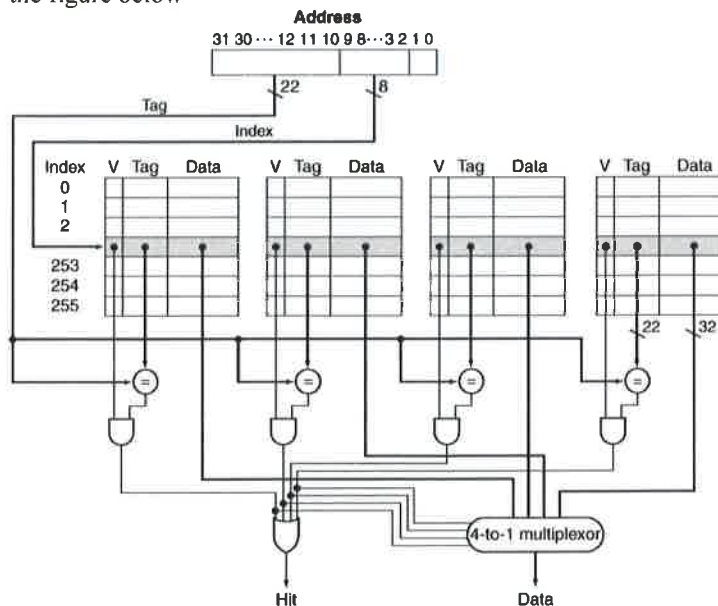 the figure below
Address
31 30 ··· 12 11 10 9 8 ··· 3 2 1 0
22
8
Tag
Index
Index V Tag Data V Tag Data V Tag Data V Tag Data
0
1
2
253
254
255
22
32
= = = =
4-to-1 multiplexor
Hit
Data